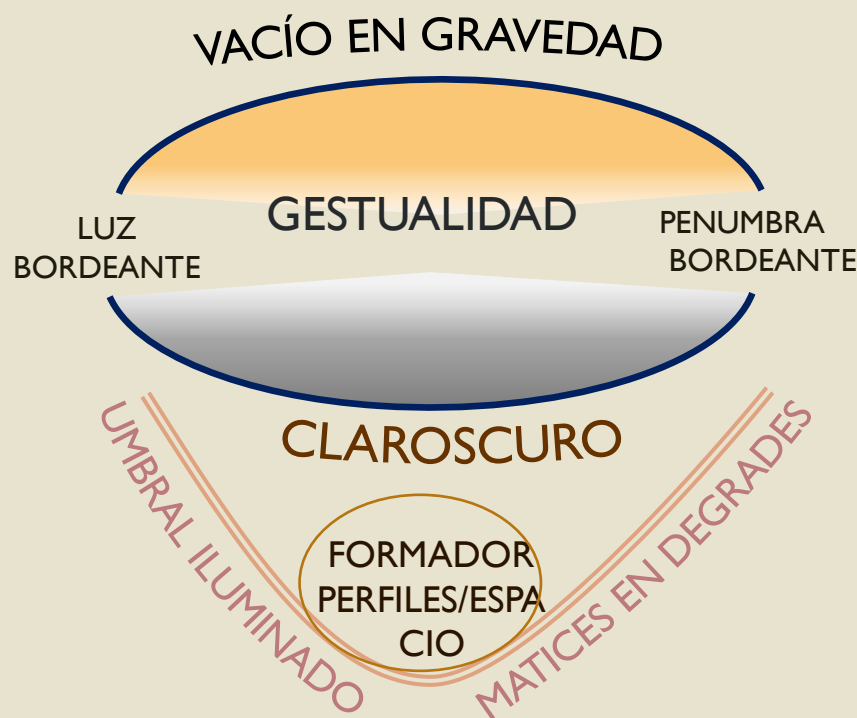 VACÍO EN GRAVEDAD
GESTUALIDAD
LUZ
BORDEANTE
PENUMBRA
BORDEANTE
CLAROSCURO
UMBRAL ILUMINADO
MATICES EN DEGRADES
FORMADOR
PERFILES/ESPA
CIO